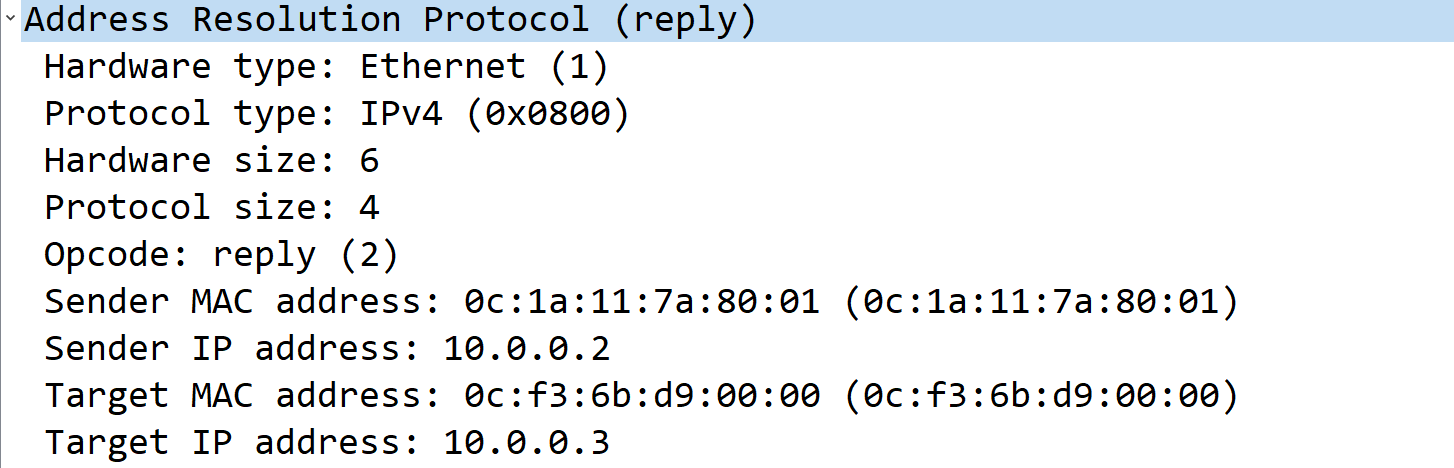 Address Resolution Protocol (reply)
Hardware type: Ethernet (1)
Protocol type: IPv4 (0x0800)
Hardware size: 6
Protocol size: 4
Opcode: reply (2)
Sender MAC address: 0c:1a:11:7a:80:01 (0c:1a:11:7a:80:01)
Sender IP address: 10.0.0.2
Target MAC address: 0c:f3:6b:d9:00:00 (0c:f3:6b:d9:00:00)
Target IP address: 10.0.0.3